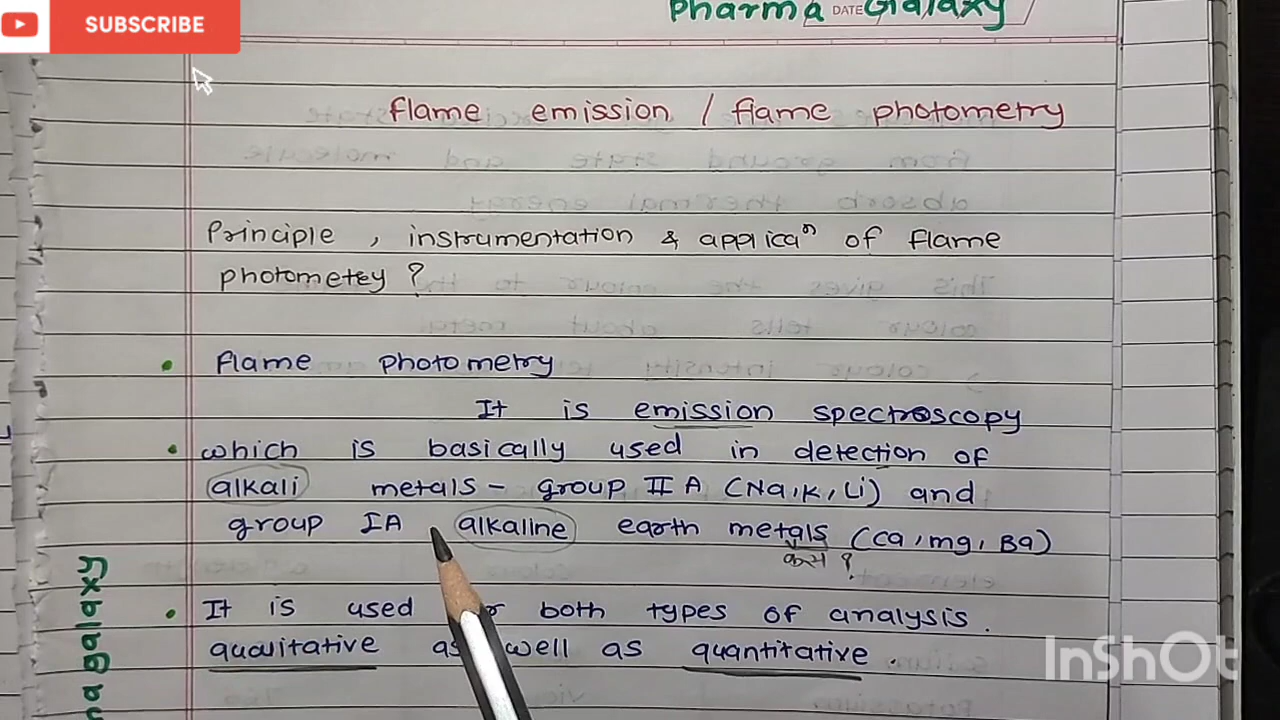 SUBSCRIBE
Pharma Galaxy
DATE
flame emission / flame photometry
Principle , instrumentation & applicaⁿ of flame
photometey ?
flame photometry
It is emission spectroscopy
which is basically used in detection of
alkali metals - group II A (Na, K, Li) and
group IA alkaline earth metals (Ca, mg, Ba)
It is used for both types of analysis.
qualitative as well as quantitative.
InShOt